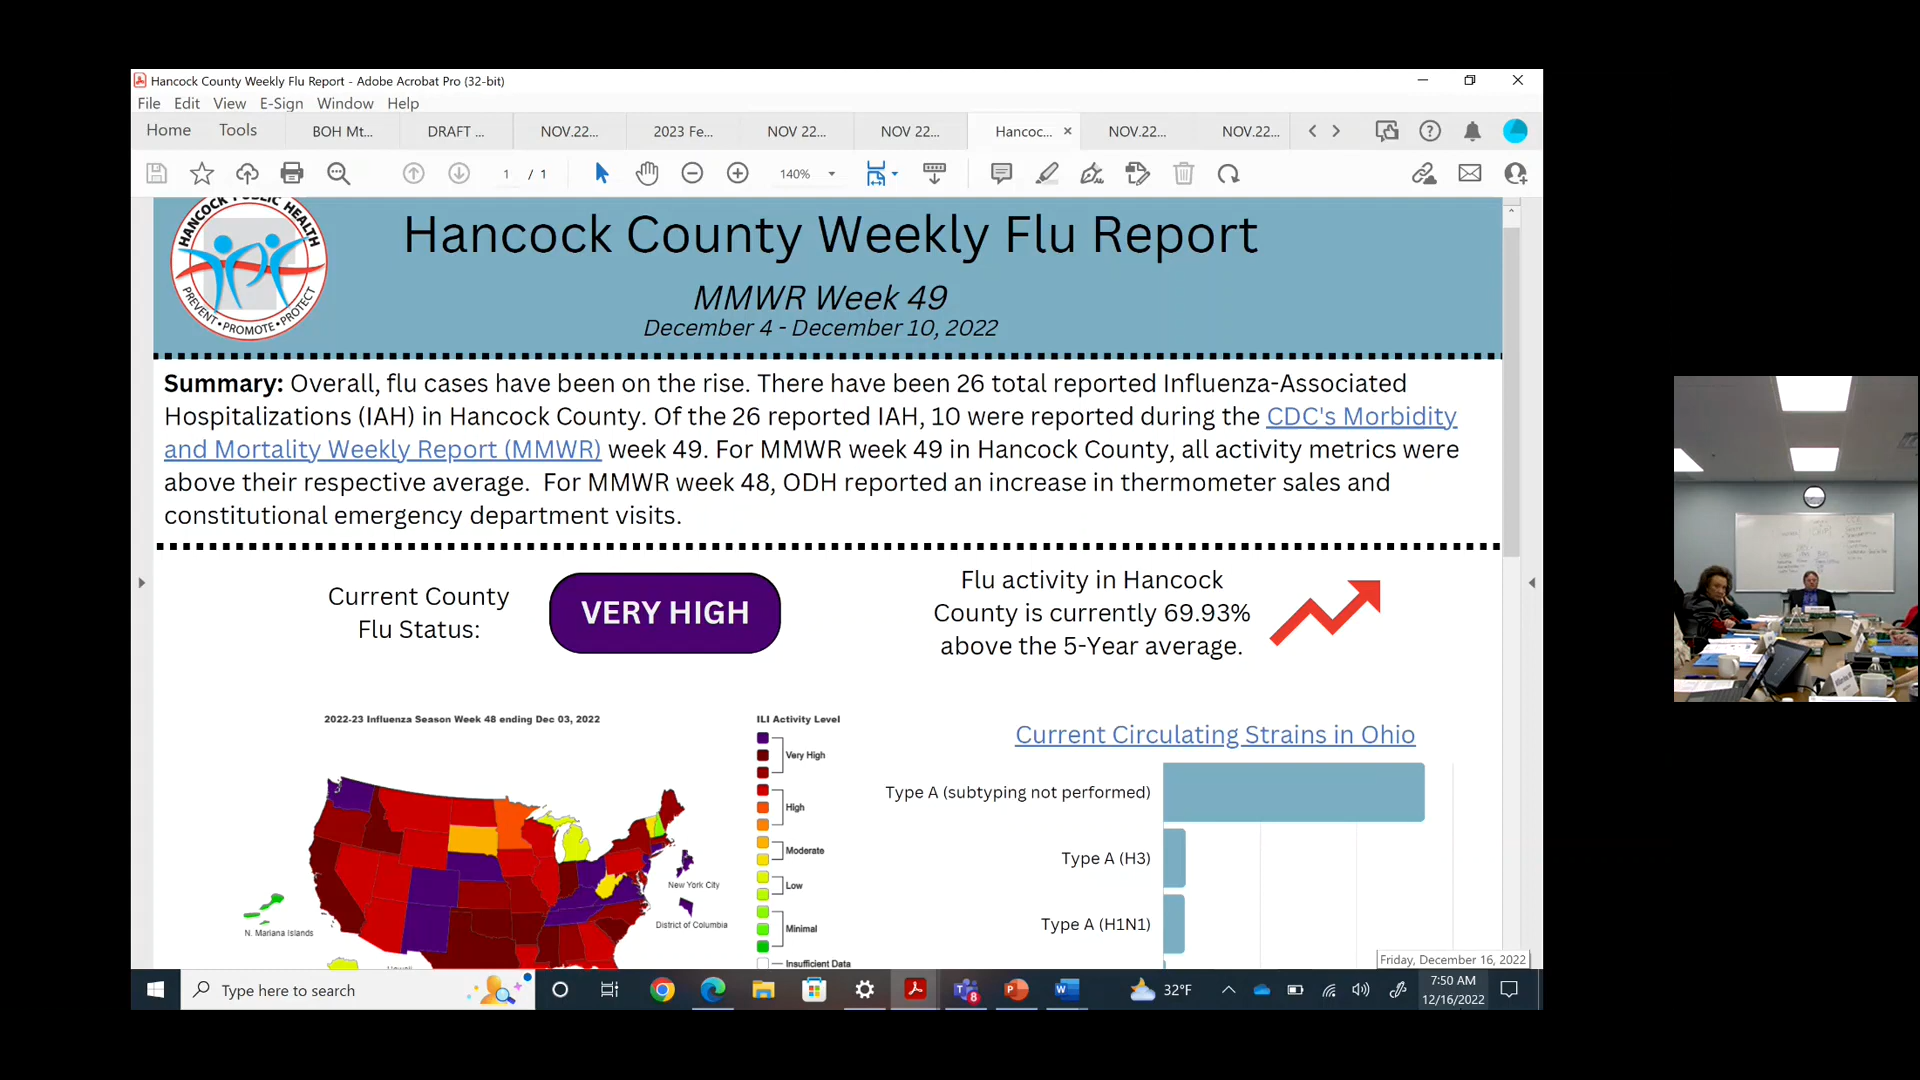 Hancock County Weekly Flu Report - Adobe Acrobat Pro (32-bit)
File Edit View E-Sign Window Help
Home Tools BOH Mt... DRAFT ... NOV.22... 2023 Fe... NOV 22... NOV 22... Hancoc... × NOV.22... NOV.22...
1 / 1 140%
HANCOCK PUBLIC HEALTH
PREVENT • PROMOTE • PROTECT
Hancock County Weekly Flu Report
MMWR Week 49
December 4 - December 10, 2022
Summary: Overall, flu cases have been on the rise. There have been 26 total reported Influenza-Associated
Hospitalizations (IAH) in Hancock County. Of the 26 reported IAH, 10 were reported during the CDC's Morbidity
and Mortality Weekly Report (MMWR) week 49. For MMWR week 49 in Hancock County, all activity metrics were
above their respective average. For MMWR week 48, ODH reported an increase in thermometer sales and
constitutional emergency department visits.
Current County
Flu Status:
VERY HIGH
Flu activity in Hancock
County is currently 69.93%
above the 5-Year average.
2022-23 Influenza Season Week 48 ending Dec 03, 2022
ILI Activity Level
Very High
High
Moderate
Low
Minimal
Insufficient Data
New York City
District of Columbia
N. Mariana Islands
Current Circulating Strains in Ohio
Type A (subtyping not performed)
Type A (H3)
Type A (H1N1)
Friday, December 16, 2022
Type here to search
8
32°F
7:50 AM
12/16/2022